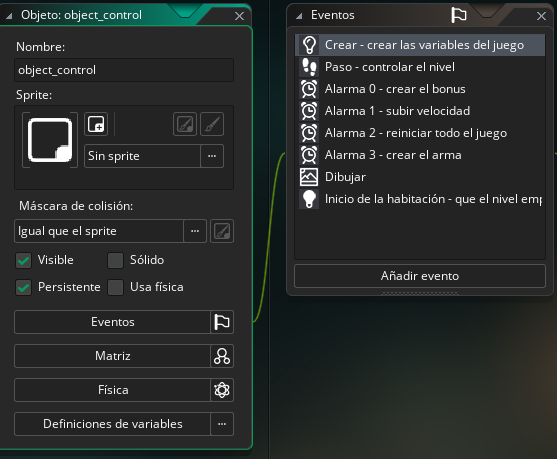 Objeto: object_control
Nombre:
object_control
Sprite:
Sin sprite
...
Máscara de colisión:
Igual que el sprite
...
Visible
Sólido
Persistente
Usa física
Eventos
Matriz
Física
Definiciones de variables
...
Eventos
Crear - crear las variables del juego
Paso - controlar el nivel
Alarma 0 - crear el bonus
Alarma 1 - subir velocidad
Alarma 2 - reiniciar todo el juego
Alarma 3 - crear el arma
Dibujar
Inicio de la habitación - que el nivel emp
Añadir evento